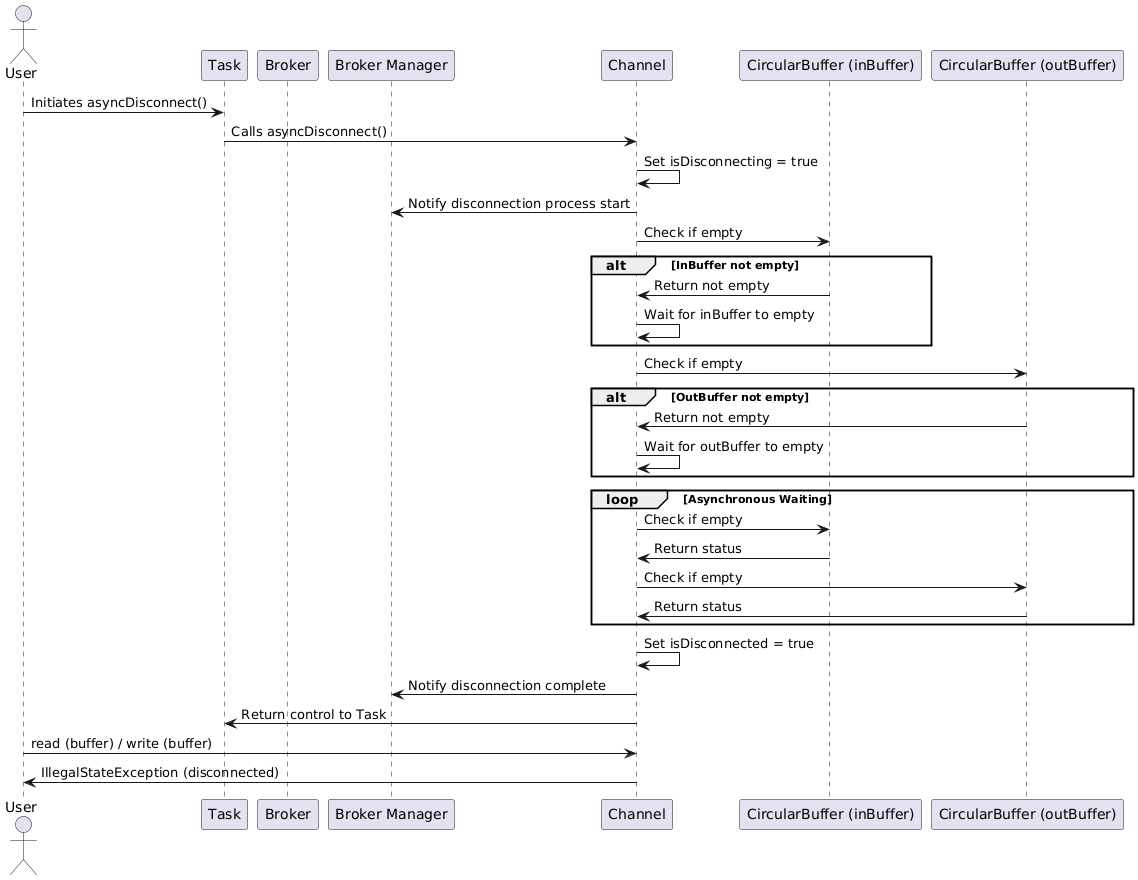 User
Task
Broker
Broker Manager
Channel
CircularBuffer (inBuffer)
CircularBuffer (outBuffer)
Initiates asyncDisconnect()
Calls asyncDisconnect()
Set isDisconnecting = true
Notify disconnection process start
Check if empty
alt
[InBuffer not empty]
Return not empty
Wait for inBuffer to empty
Check if empty
alt
[OutBuffer not empty]
Return not empty
Wait for outBuffer to empty
loop
[Asynchronous Waiting]
Check if empty
Return status
Check if empty
Return status
Set isDisconnected = true
Notify disconnection complete
Return control to Task
read (buffer) / write (buffer)
IllegalStateException (disconnected)
User
Task
Broker
Broker Manager
Channel
CircularBuffer (inBuffer)
CircularBuffer (outBuffer)